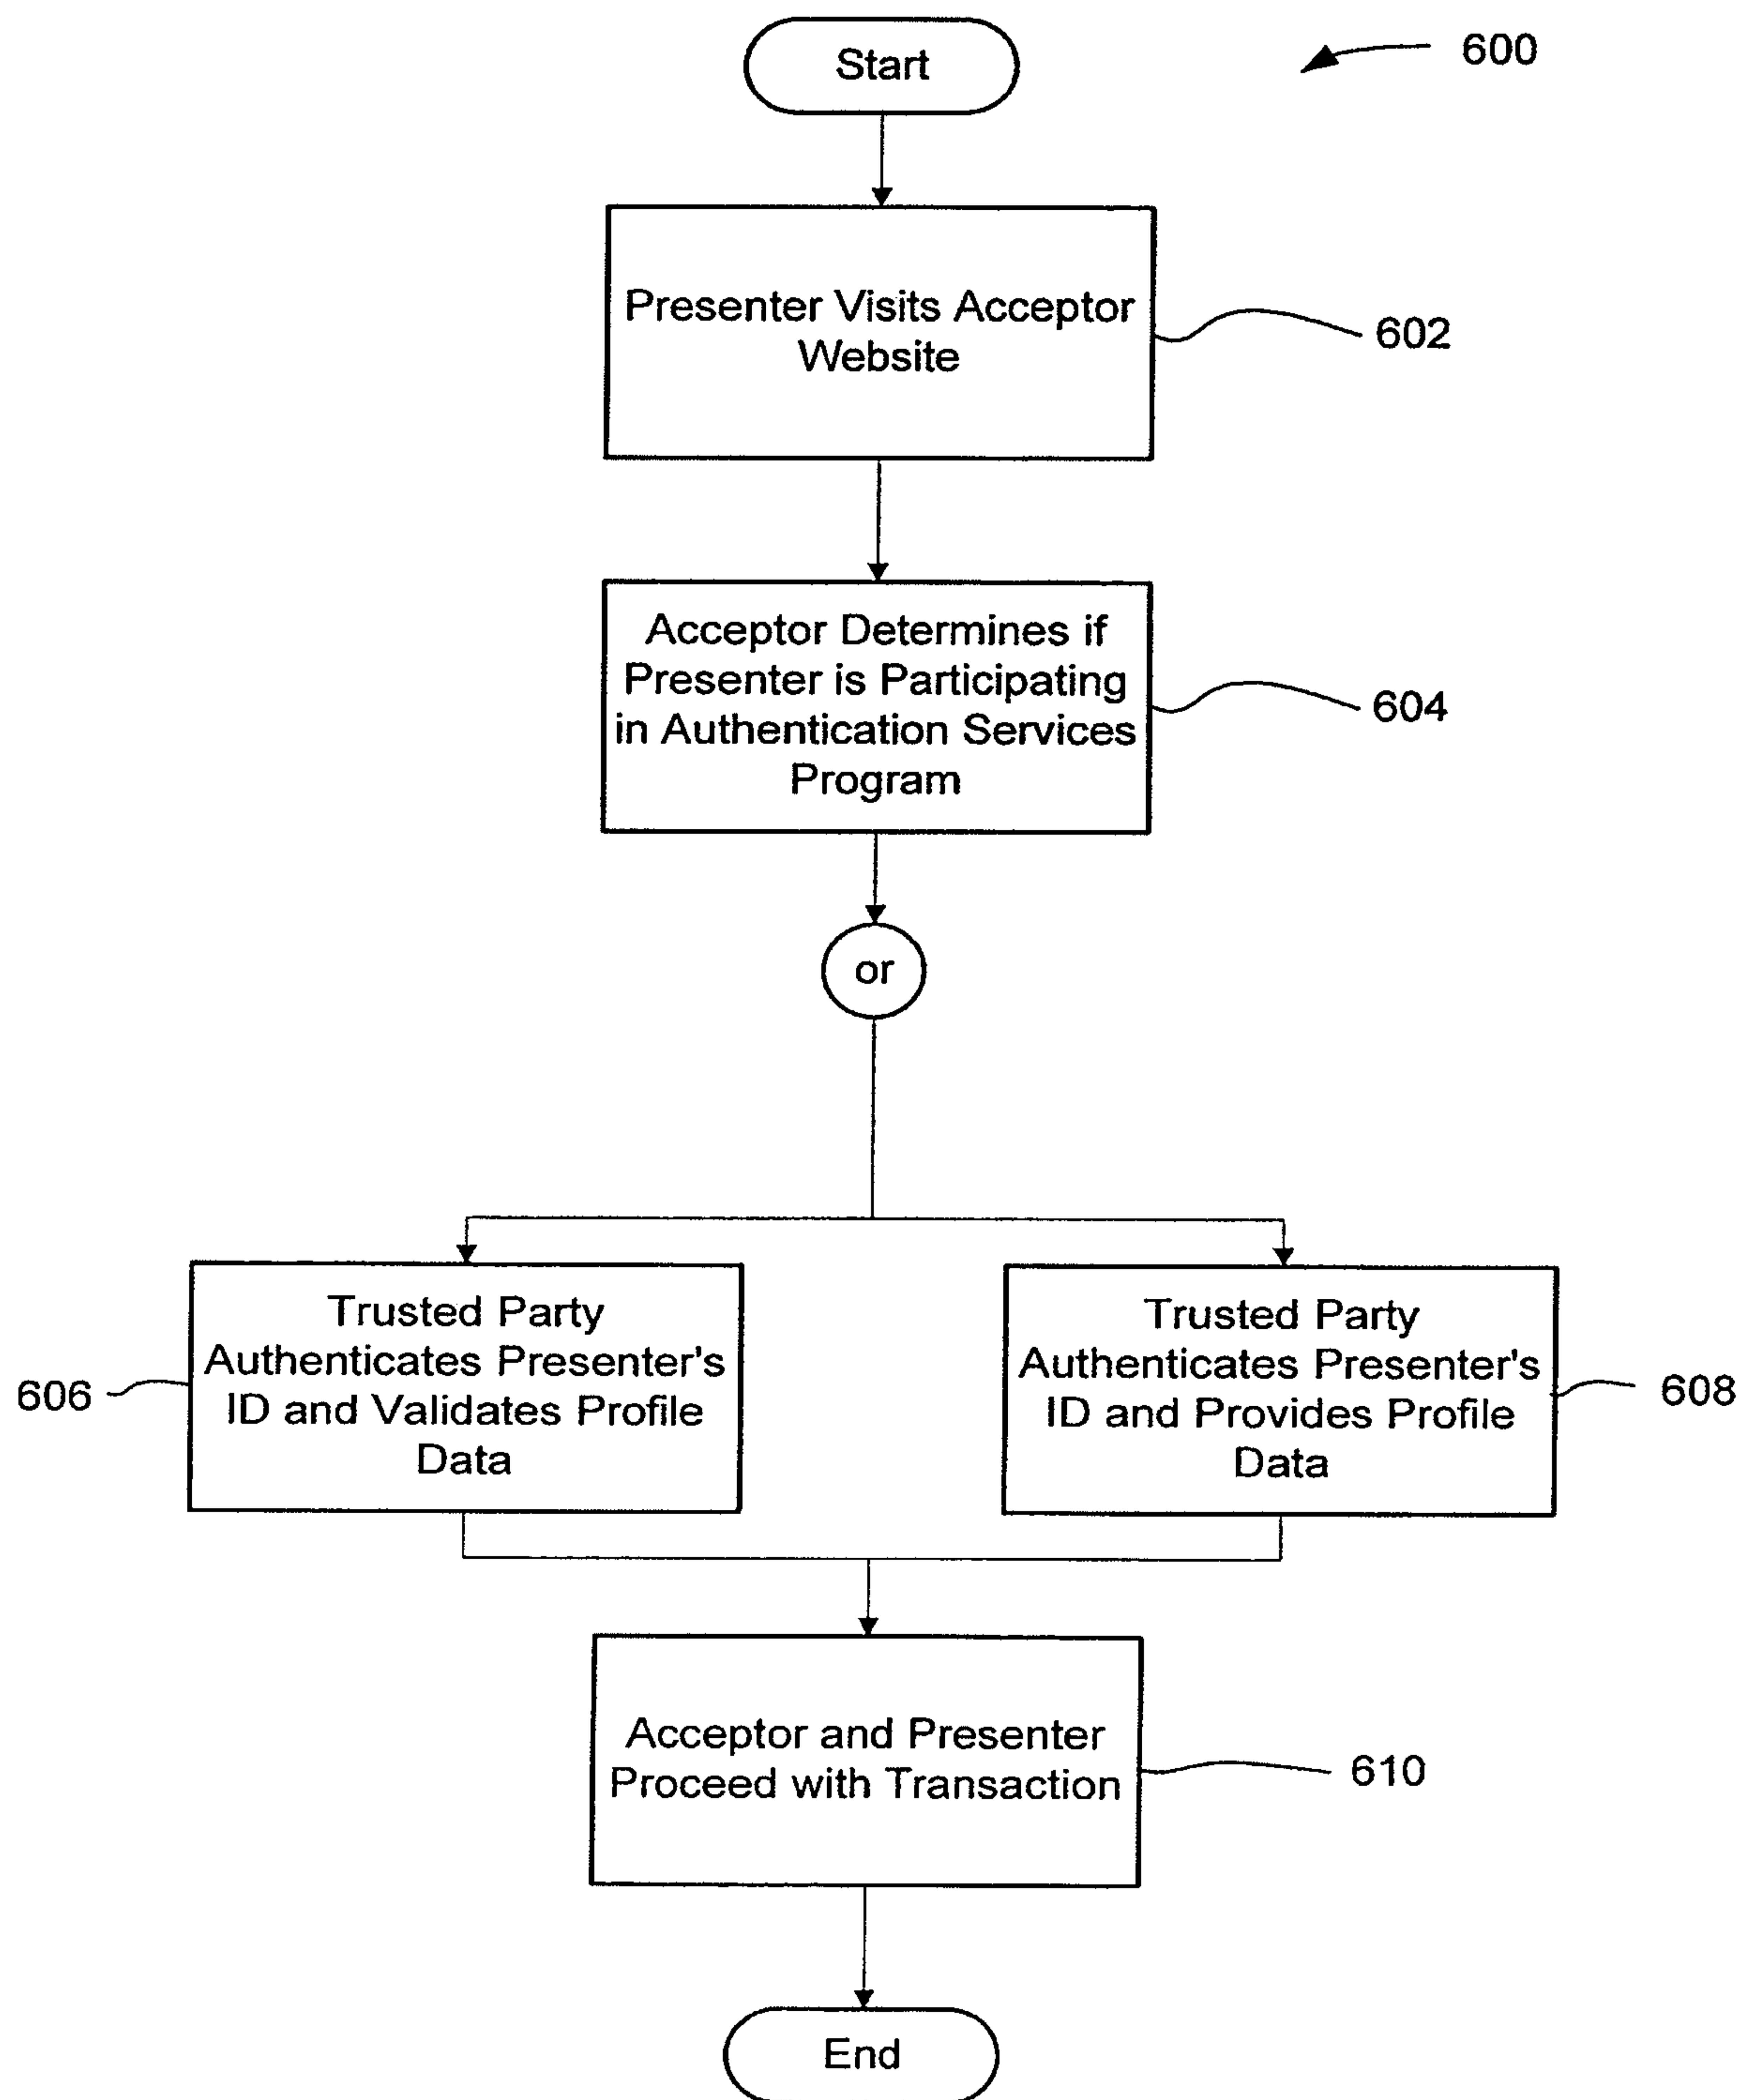 Start
600
Presenter Visits Acceptor
Website
602
Acceptor Determines if
Presenter is Participating
in Authentication Services
Program
604
or
Trusted Party
Authenticates Presenter's
ID and Validates Profile
Data
606
Trusted Party
Authenticates Presenter's
ID and Provides Profile
Data
608
Acceptor and Presenter
Proceed with Transaction
610
End